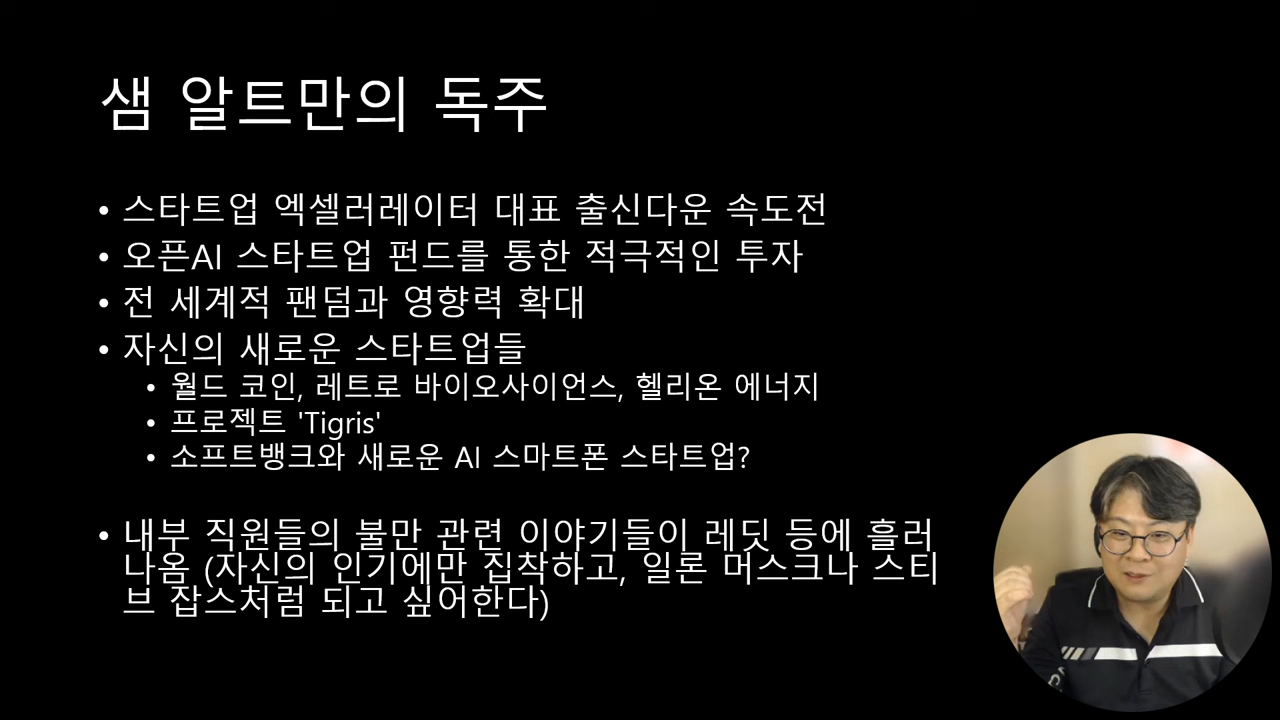 샘 알트만의 독주
• 스타트업 엑셀러레이터 대표 출신다운 속도전
• 오픈AI 스타트업 펀드를 통한 적극적인 투자
• 전 세계적 팬덤과 영향력 확대
• 자신의 새로운 스타트업들
• 월드 코인, 레트로 바이오사이언스, 헬리온 에너지
• 프로젝트 'Tigris'
• 소프트뱅크와 새로운 AI 스마트폰 스타트업?
• 내부 직원들의 불만 관련 이야기들이 레딧 등에 흘러
나옴 (자신의 인기에만 집착하고, 일론 머스크나 스티
브 잡스처럼 되고 싶어한다)